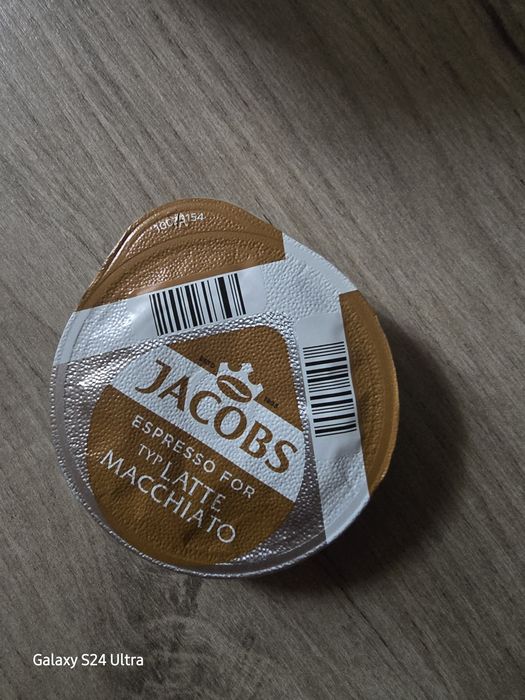 JACOBS
ESPRESSO FOR
TYP LATTE
MACCHIATO
Galaxy S24 Ultra